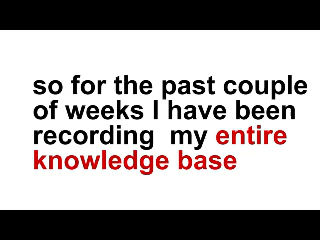 so for the past couple
of weeks I have been
recording  my entire
knowledge base